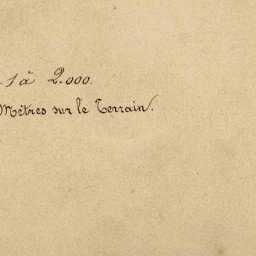 1 à 2.000.
Mètres sur le Terrain.